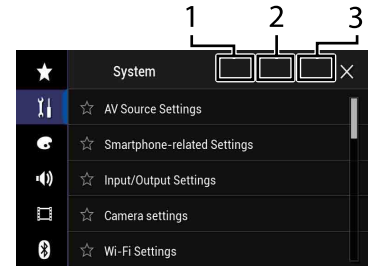 1 2 3
System
AV Source Settings
Smartphone-related Settings
Input/Output Settings
Camera settings
Wi-Fi Settings